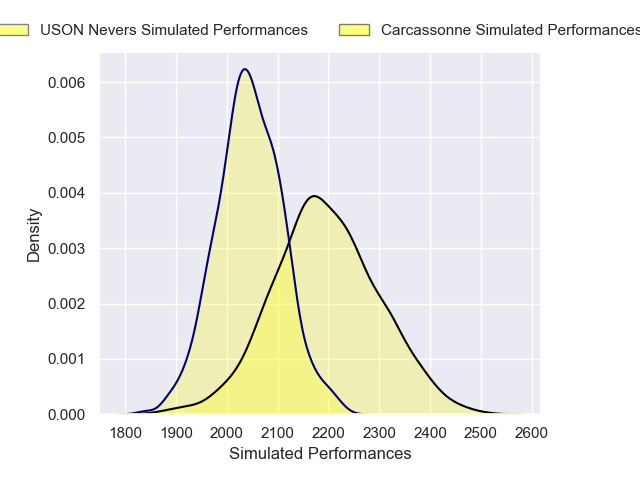 USON Nevers Simulated Performances Carcassonne Simulated Performances
0.006
0.005
0.004
0.003
0.002
0.001
0.000
Density
1800 1900 2000 2100 2200 2300 2400 2500 2600
Simulated Performances